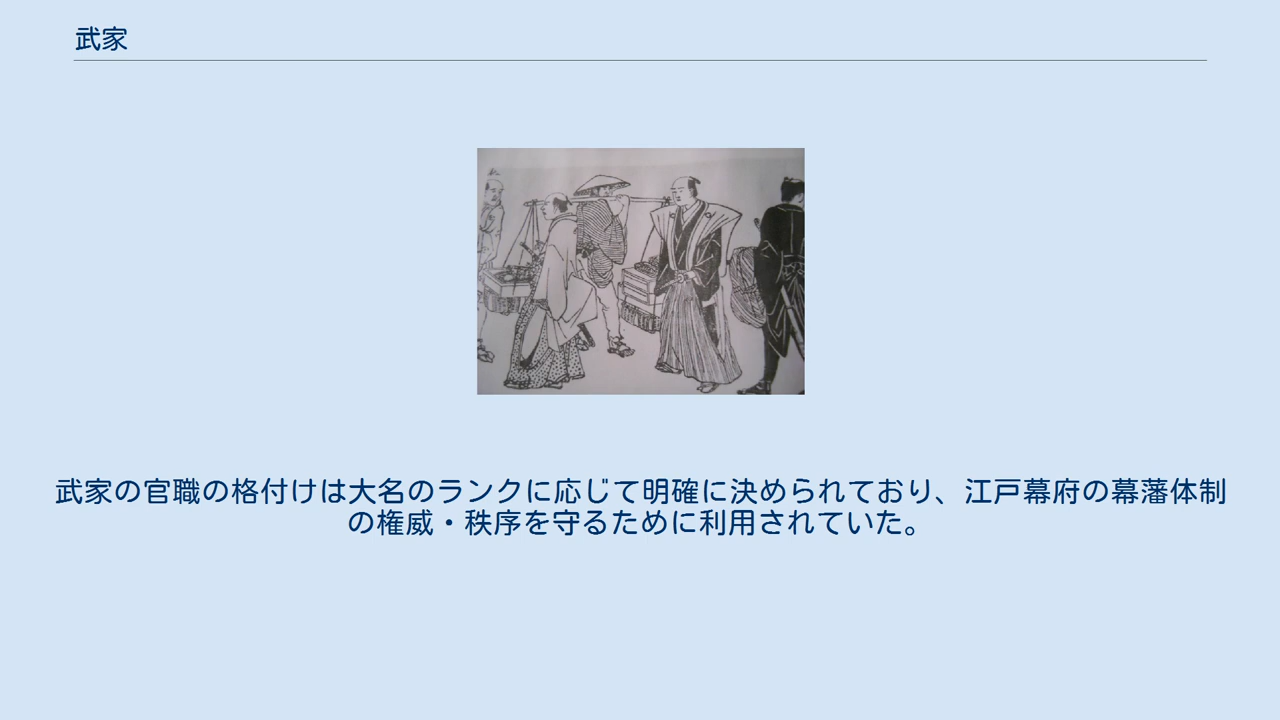 武家
武家の官職の格付けは大名のランクに応じて明確に決められており、江戸幕府の幕藩体制
の権威・秩序を守るために利用されていた。